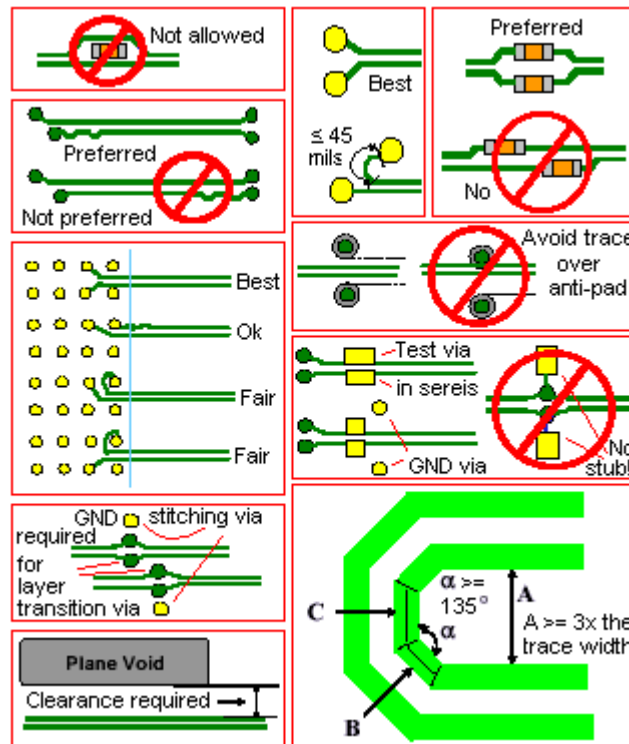 Not allowed
Preferred
Not preferred
Best
Ok
Fair
Fair
GND
stitching via
required
for
layer
transition via
Plane Void
Clearance required
Best
≤ 45
mils
Preferred
No
Avoid trace
over
anti-pad
Test via
in sereis
GND via
No
stub!
C
α >=
135°
α
A
A >= 3x the
trace width
B